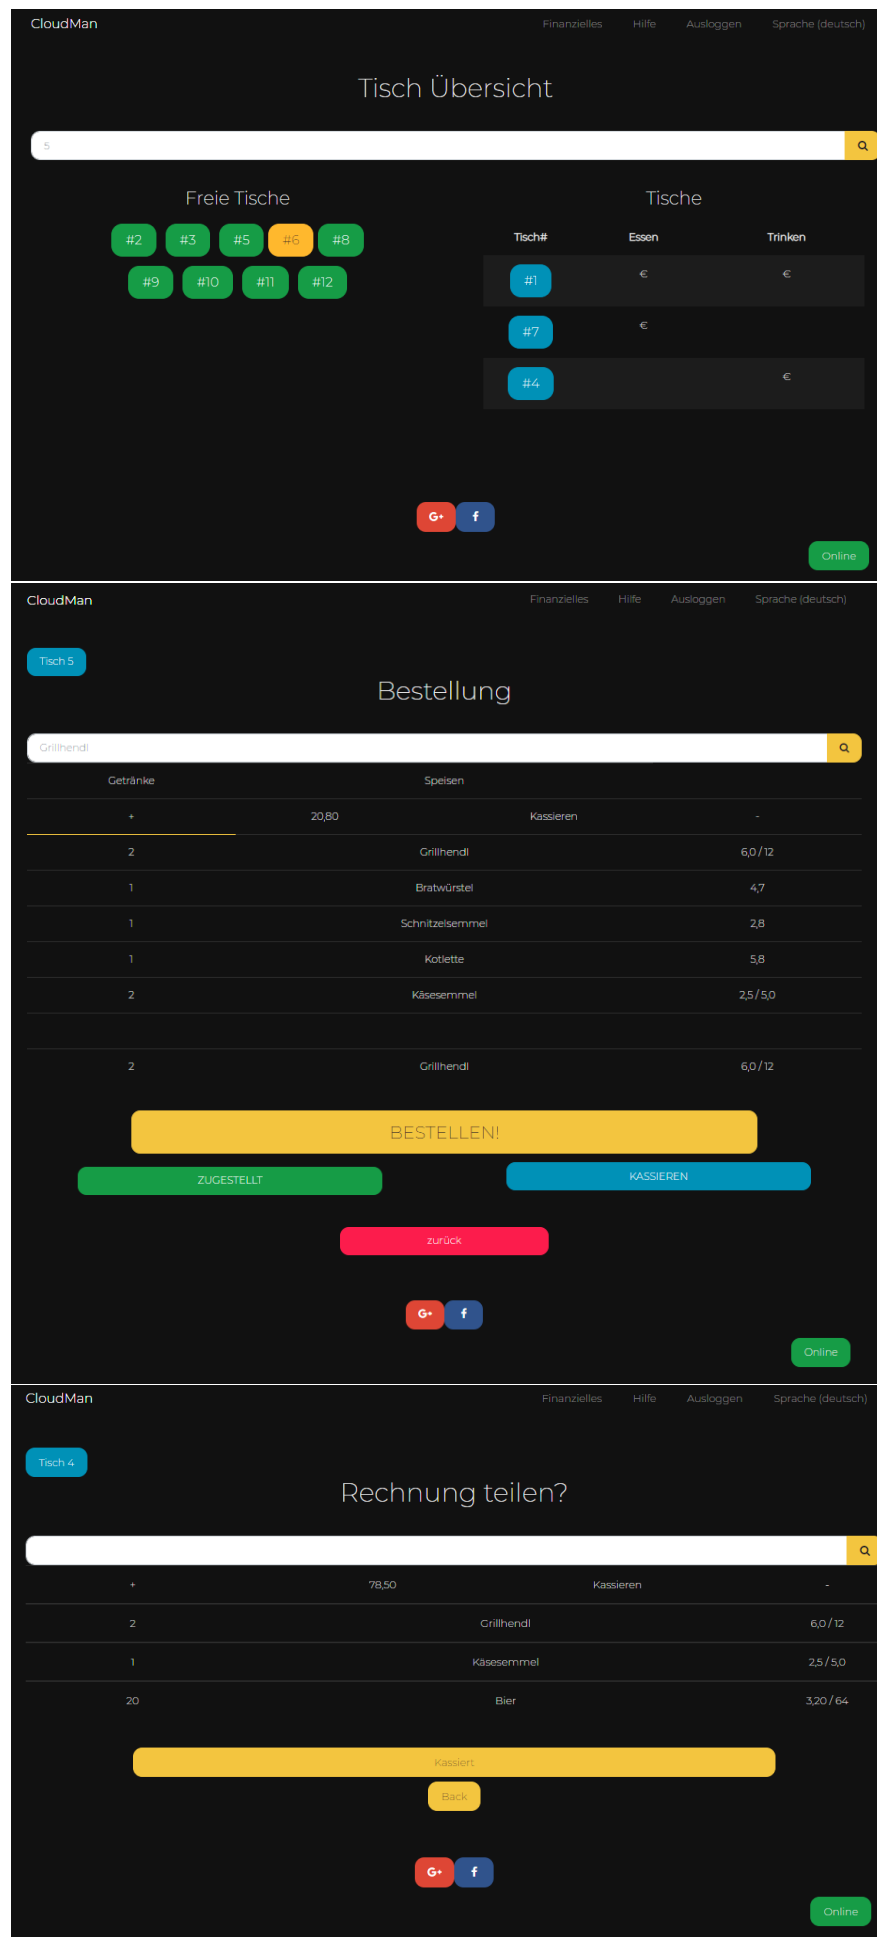 CloudMan Finanzielles Hilfe Ausloggen Sprache (deutsch)
Tisch Übersicht
5
Freie Tische
#2 #3 #5 #6 #8
#9 #10 #11 #12
Tische
Tisch# Essen Trinken
#1 € €
#7 €
#4 €
G+ f
Online
CloudMan Finanzielles Hilfe Ausloggen Sprache (deutsch)
Tisch 5
Bestellung
Grillhendl
Getränke Speisen
+ 20,80 Kassieren -
2 Grillhendl 6,0 / 12
1 Bratwürstel 4,7
1 Schnitzelsemmel 2,8
1 Kotlette 5,8
2 Käsesemmel 2,5 / 5,0
2 Grillhendl 6,0 / 12
BESTELLEN!
ZUGESTELLT KASSIEREN
zurück
G+ f
Online
CloudMan Finanzielles Hilfe Ausloggen Sprache (deutsch)
Tisch 4
Rechnung teilen?
+ 78,50 Kassieren -
2 Grillhendl 6,0 / 12
1 Käsesemmel 2,5 / 5,0
20 Bier 3,20 / 64
Kassiert
Back
G+ f
Online